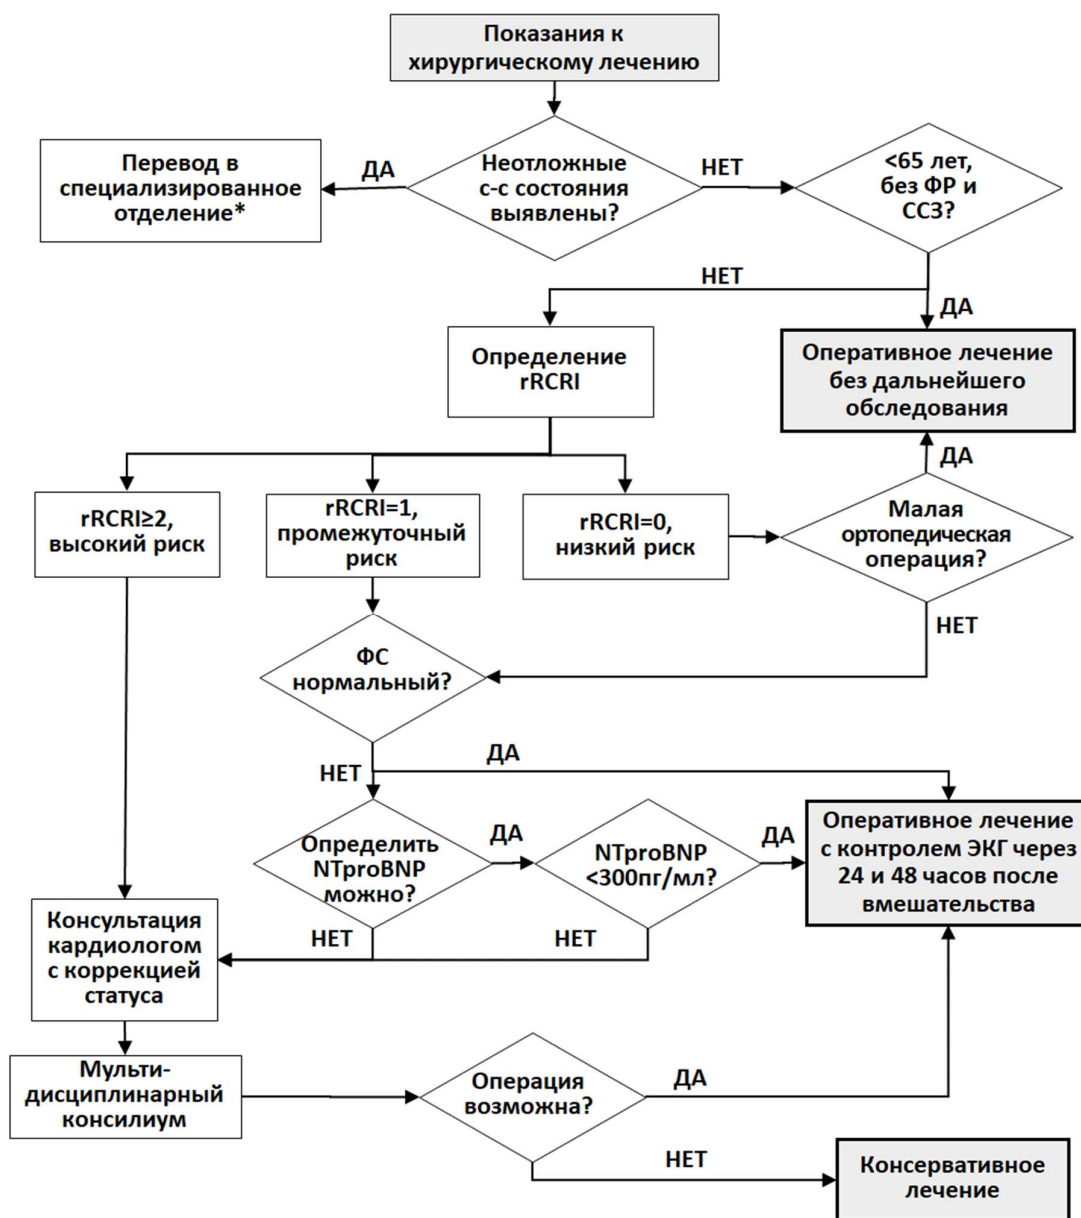 Показания к
хирургическому лечению
Неотложные
с-с состояния
выявлены?
ДА
Перевод в
специализированное
отделение*
НЕТ
<65 лет,
без ФР и
ССЗ?
НЕТ
ДА
Определение
rRCRI
Оперативное лечение
без дальнейшего
обследования
ДА
rRCRI≥2,
высокий риск
rRCRI=1,
промежуточный
риск
rRCRI=0,
низкий риск
Малая
ортопедическая
операция?
НЕТ
ФС
нормальный?
ДА
НЕТ
Определить
NTproBNP
можно?
ДА
NTproBNP
<300пг/мл?
ДА
Оперативное лечение
с контролем ЭКГ через
24 и 48 часов после
вмешательства
НЕТ
НЕТ
Консультация
кардиологом
с коррекцией
статуса
Мульти-
дисциплинарный
консилиум
Операция
возможна?
ДА
НЕТ
Консервативное
лечение